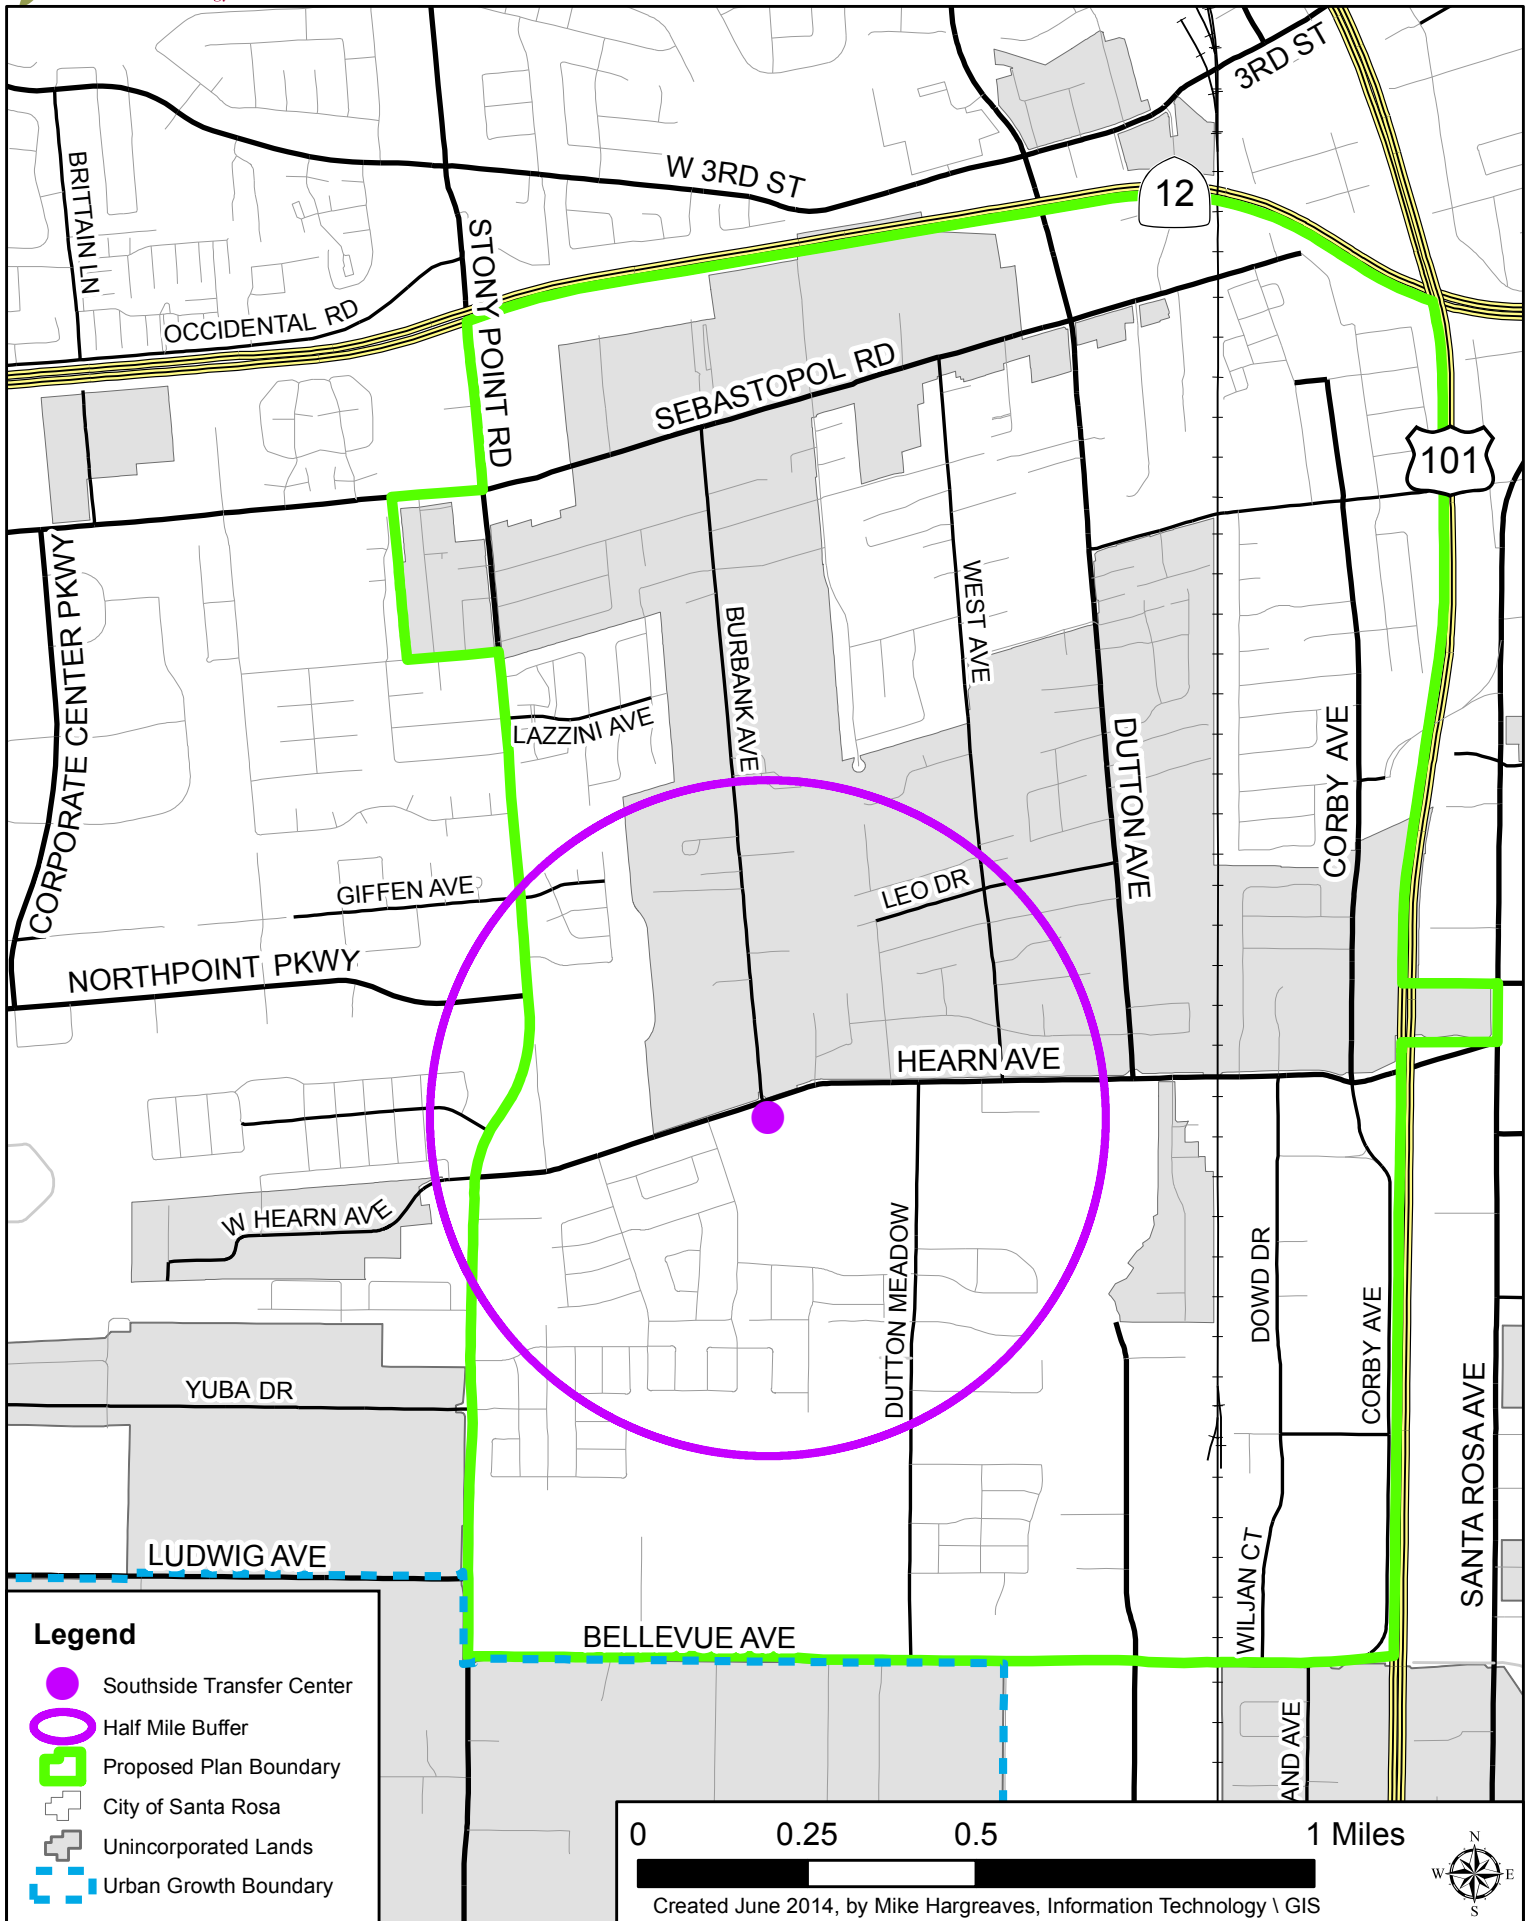 3RD ST
W 3RD ST
12
BRITTAIN LN
STONY POINT RD
OCCIDENTAL RD
SEBASTOPOL RD
101
CORPORATE CENTER PKWY
WEST AVE
BURBANK AVE
LAZZINI AVE
DUTTON AVE
CORBY AVE
GIFFEN AVE
LEO DR
NORTHPOINT PKWY
HEARN AVE
W HEARN AVE
DUTTON MEADOW
DOWD DR
CORBY AVE
YUBA DR
SANTA ROSA AVE
LUDWIG AVE
WILJAN CT
BELLEVUE AVE
AND AVE
Legend
Southside Transfer Center
Half Mile Buffer
Proposed Plan Boundary
City of Santa Rosa
Unincorporated Lands
Urban Growth Boundary
0 0.25 0.5 1 Miles
Created June 2014, by Mike Hargreaves, Information Technology \ GIS
N
W E
S